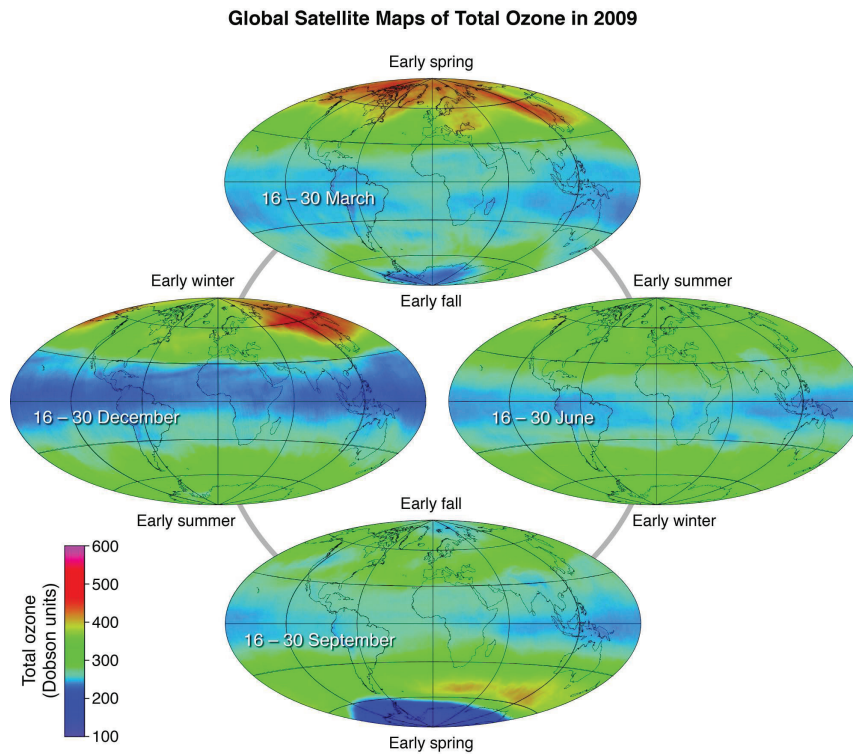 Global Satellite Maps of Total Ozone in 2009
Early spring
16 – 30 March
Early fall
Early winter
16 – 30 December
Early summer
Early summer
16 – 30 June
Early winter
Early fall
16 – 30 September
Early spring
Total ozone
(Dobson units)
600
500
400
300
200
100